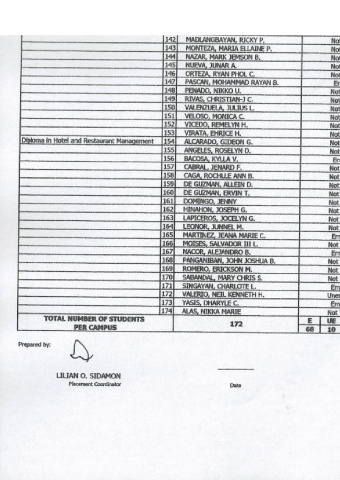 142 MADLANGBAYAN, RICKY P. Not
143 MONTEZA, MARIA ELLAINE P. Not
144 NAZAR, MARK JEMSON B. Not
145 NUEVA, JUNAR A. Not
146 ORTEZA, RYAN PHOL C. Not
147 PASCAN, MOHAMMAD RAYAN B. Em
148 PENADO, NIKKO U. Not
149 RIVAS, CHRISTIAN-J C. Not
150 VALENZUELA, JULIUS L. Not
151 VELOSO, MONICA C. Not
152 VICEDO, REMELYN H. Not
153 VIRATA, EHRICE H. Not
Diploma in Hotel and Restaurant Management 154 ALCARADO, GIDEON G. Not
155 ANGELES, ROSELYN D. Not
156 BACOSA, KYLLA V. Em
157 CABRAL, JENARD F. Not
158 CAGA, ROCHLLE ANN B. Not
159 DE GUZMAN, ALLEIN D. Not
160 DE GUZMAN, ERVIN T. Not
161 DOMINGO, JENNY Not
162 HINAHON, JOSEPH G. Not
163 LAPICEROS, JOCELYN G. Not
164 LEONOR, JUNNEL M. Not
165 MARTINEZ, JEANA MARIE C. Em
166 MOISES, SALVADOR III L. Not
167 NACOR, ALEJANDRO B. Em
168 PANGANIBAN, JOHN JOSHUA B. Not
169 ROMERO, ERICKSON M. Not
170 SABANDAL, MARY CHRIS S. Not
171 SINGAYAN, CHARLOTE L. Em
172 VALERIO, NEIL KENNETH H. Unem
173 YASIS, DHARYLE C. Em
174 ALAS, NIKKA MARIE Not
TOTAL NUMBER OF STUDENTS PER CAMPUS 172 E UE
68 10
Prepared by:
LILIAN O. SIDAMON
Placement Coordinator Date